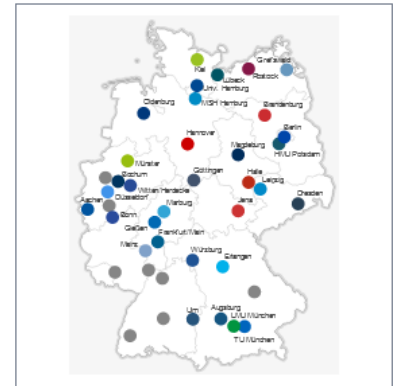 Kiel
Greifswald
Lübeck
Rostock
Univ. Hamburg
MSH Hamburg
Oldenburg
Brandenburg
Berlin
Hannover
Magdeburg
HMU Potsdam
Münster
Bochum
Göttingen
Halle
Leipzig
Witten/Herdecke
Dresden
Aachen
Düsseldorf
Marburg
Jena
Bonn
Gießen
Frankfurt/Main
Mainz
Würzburg
Erlangen
Ulm
Augsburg
LMU München
TU München